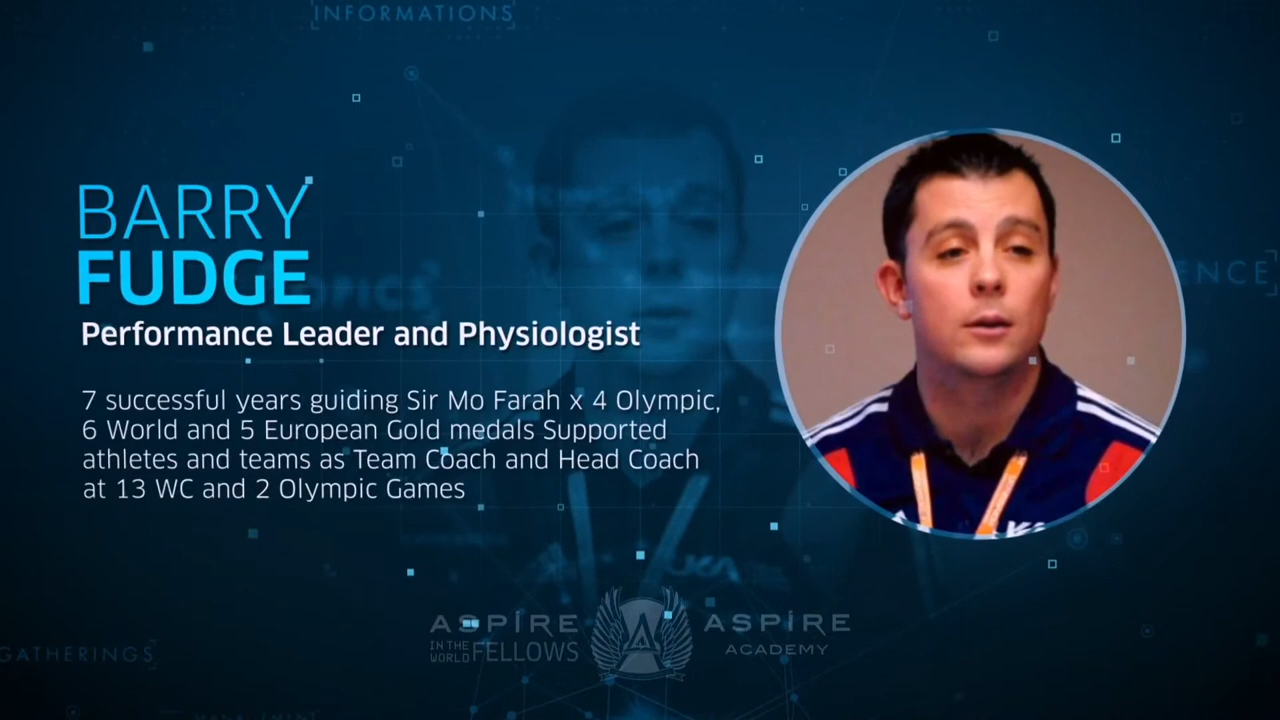 INFORMATIONS
BARRY
FUDGE
OPICS
ENCE
Performance Leader and Physiologist
7 successful years guiding Sir Mo Farah x 4 Olympic,
6 World and 5 European Gold medals Supported
athletes and teams as Team Coach and Head Coach
at 13 WC and 2 Olympic Games
ASPIRE
IN THE
WORLD FELLOWS
ASPIRE
ACADEMY
GATHERINGS